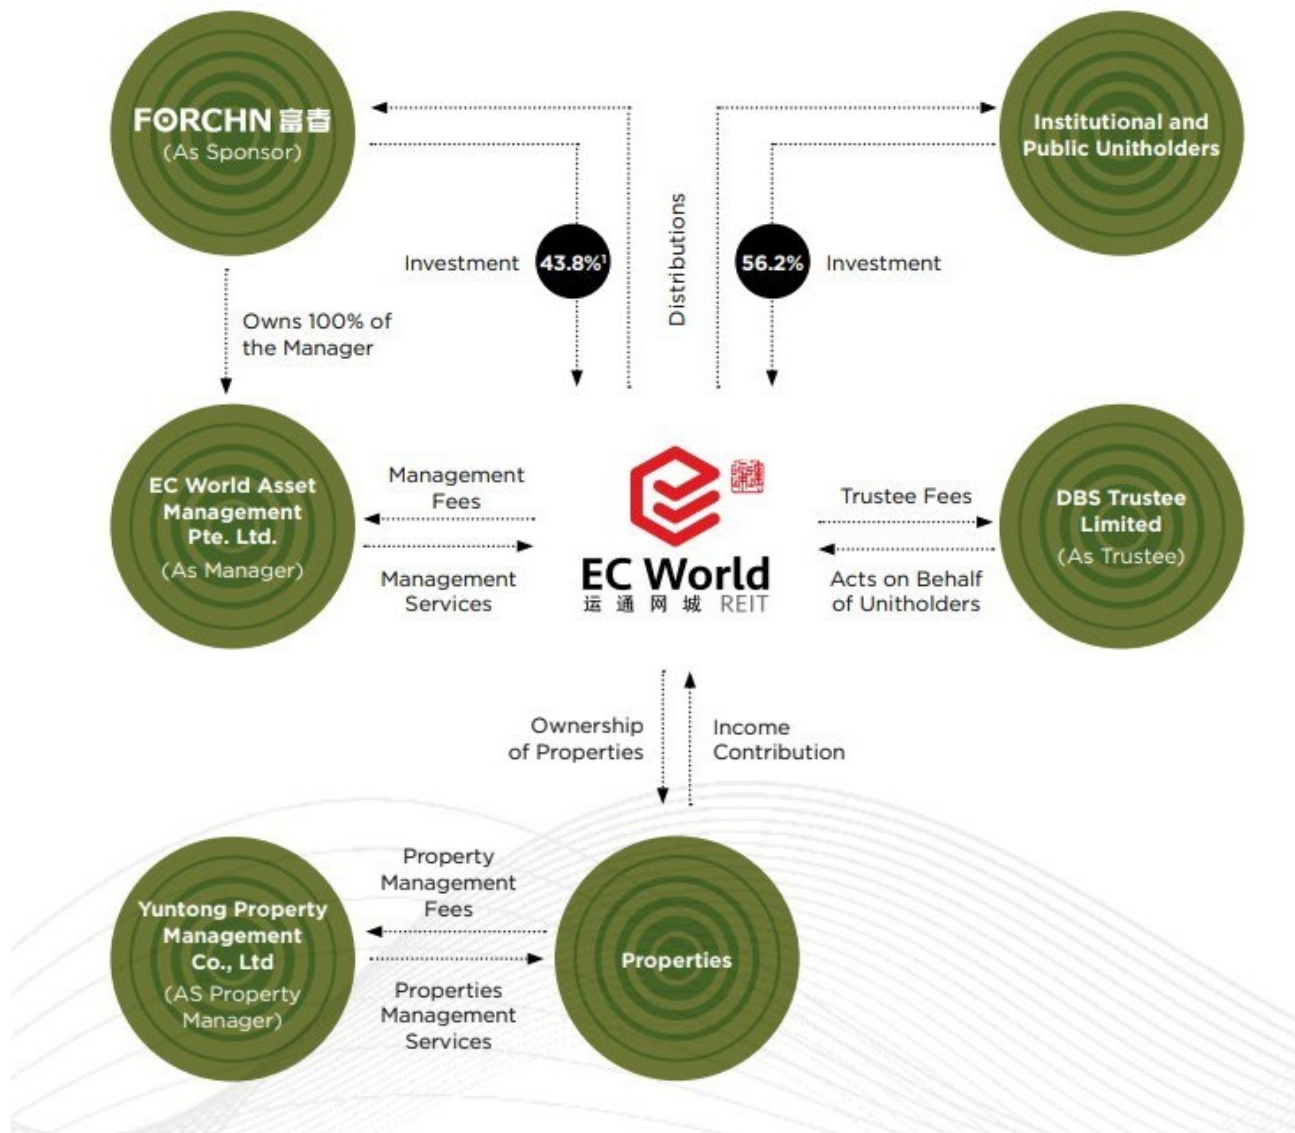 FORCHN 富春
(As Sponsor)
Institutional and
Public Unitholders
Distributions
Investment
43.8%¹
56.2%
Investment
Owns 100% of
the Manager
EC World Asset
Management
Pte. Ltd.
(As Manager)
Management
Fees
Management
Services
EC World
运通网城 REIT
Trustee Fees
Acts on Behalf
of Unitholders
DBS Trustee
Limited
(As Trustee)
Ownership
of Properties
Income
Contribution
Yuntong Property
Management
Co., Ltd
(AS Property
Manager)
Property
Management
Fees
Properties
Management
Services
Properties